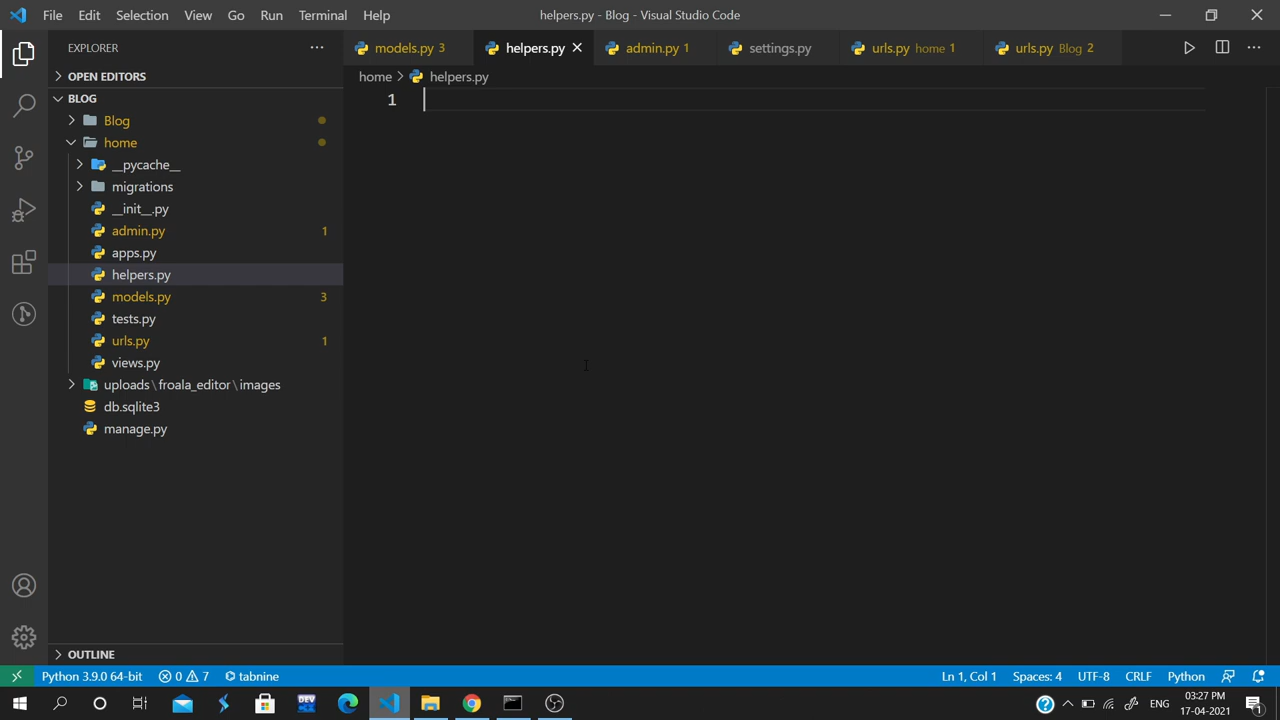 File Edit Selection View Go Run Terminal Help
helpers.py - Blog - Visual Studio Code
EXPLORER
models.py 3 helpers.py admin.py 1 settings.py urls.py home 1 urls.py Blog 2
OPEN EDITORS
home helpers.py
BLOG
1
Blog
home
__pycache__
migrations
__init__.py
admin.py 1
apps.py
helpers.py
models.py 3
tests.py
urls.py 1
views.py
uploads\froala_editor\images
db.sqlite3
manage.py
OUTLINE
Python 3.9.0 64-bit 0 7 tabnine Ln 1, Col 1 Spaces: 4 UTF-8 CRLF Python
DEV
ENG
03:27 PM
17-04-2021
1